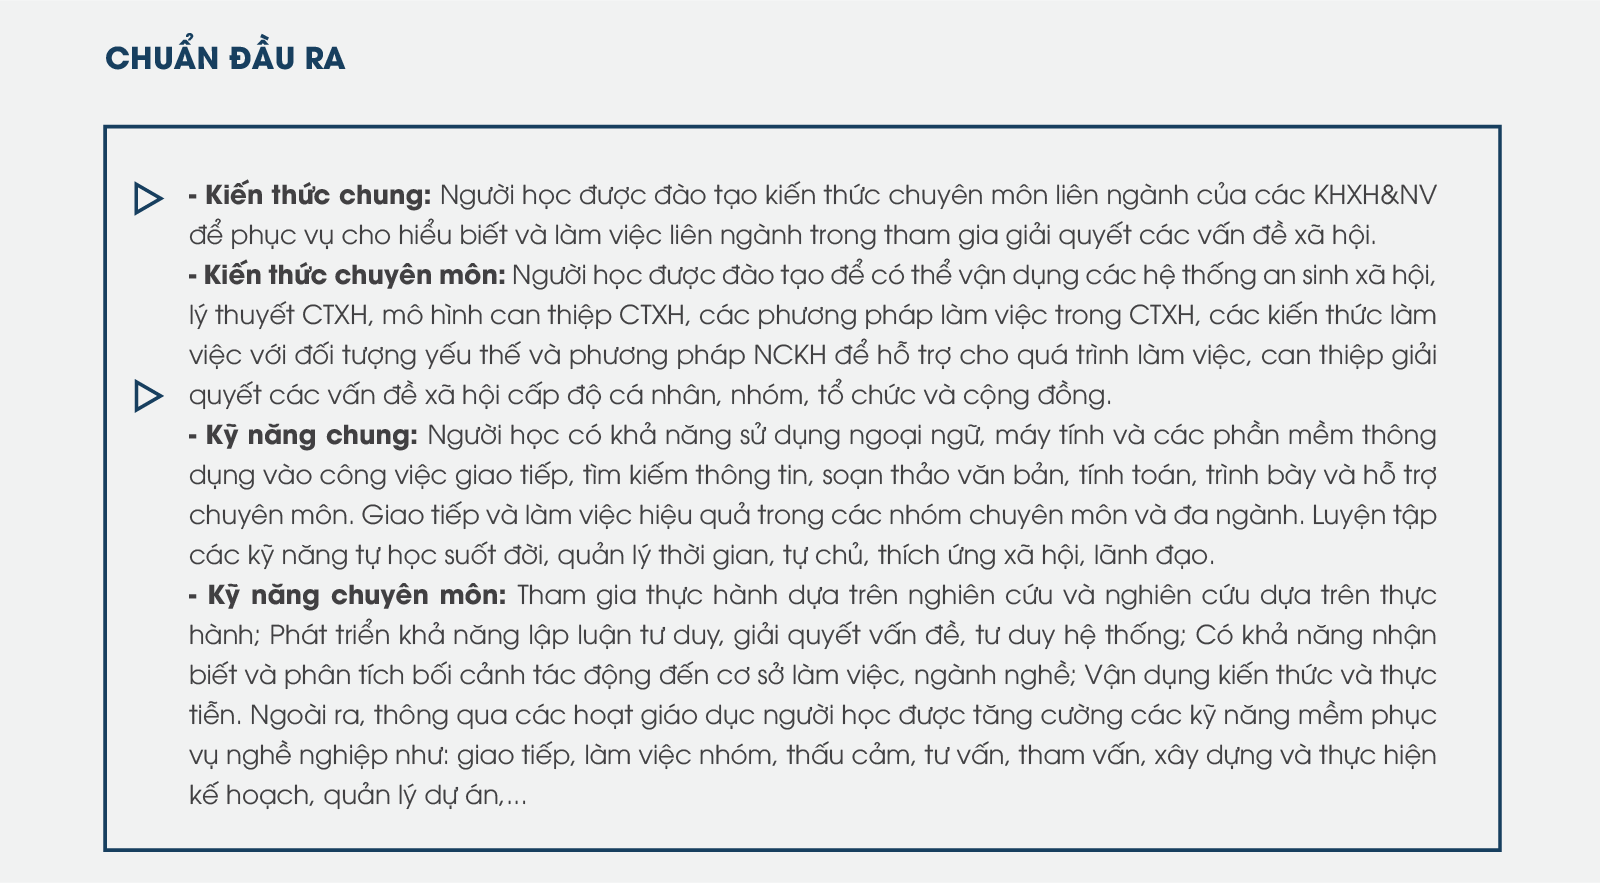 CHUẨN ĐẦU RA
- Kiến thức chung: Người học được đào tạo kiến thức chuyên môn liên ngành của các KHXH&NV
để phục vụ cho hiểu biết và làm việc liên ngành trong tham gia giải quyết các vấn đề xã hội.
- Kiến thức chuyên môn: Người học được đào tạo để có thể vận dụng các hệ thống an sinh xã hội,
lý thuyết CTXH, mô hình can thiệp CTXH, các phương pháp làm việc trong CTXH, các kiến thức làm
việc với đối tượng yếu thế và phương pháp NCKH để hỗ trợ cho quá trình làm việc, can thiệp giải
quyết các vấn đề xã hội cấp độ cá nhân, nhóm, tổ chức và cộng đồng.
- Kỹ năng chung: Người học có khả năng sử dụng ngoại ngữ, máy tính và các phần mềm thông
dụng vào công việc giao tiếp, tìm kiếm thông tin, soạn thảo văn bản, tính toán, trình bày và hỗ trợ
chuyên môn. Giao tiếp và làm việc hiệu quả trong các nhóm chuyên môn và đa ngành. Luyện tập
các kỹ năng tự học suốt đời, quản lý thời gian, tự chủ, thích ứng xã hội, lãnh đạo.
- Kỹ năng chuyên môn: Tham gia thực hành dựa trên nghiên cứu và nghiên cứu dựa trên thực
hành; Phát triển khả năng lập luận tư duy, giải quyết vấn đề, tư duy hệ thống; Có khả năng nhận
biết và phân tích bối cảnh tác động đến cơ sở làm việc, ngành nghề; Vận dụng kiến thức và thực
tiễn. Ngoài ra, thông qua các hoạt giáo dục người học được tăng cường các kỹ năng mềm phục
vụ nghề nghiệp như: giao tiếp, làm việc nhóm, thấu cảm, tư vấn, tham vấn, xây dựng và thực hiện
kế hoạch, quản lý dự án,...